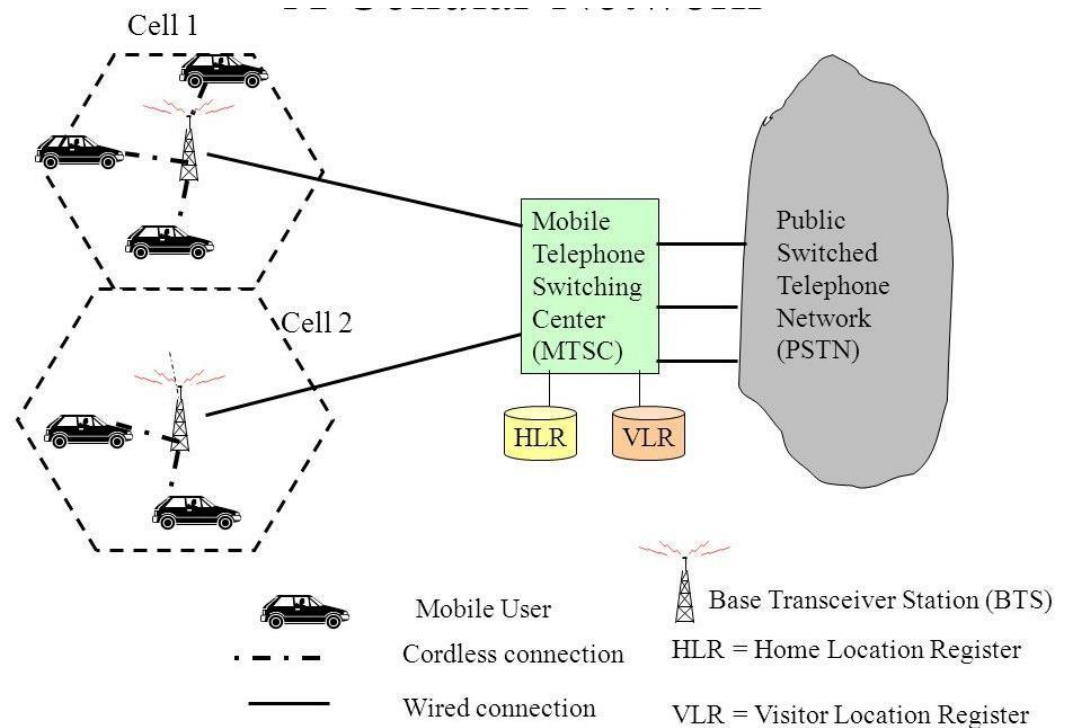 Cell 1
Mobile
Telephone
Switching
Center
(MTSC)
Public
Switched
Telephone
Network
(PSTN)
Cell 2
HLR
VLR
Mobile User
Base Transceiver Station (BTS)
Cordless connection
HLR = Home Location Register
Wired connection
VLR = Visitor Location Register